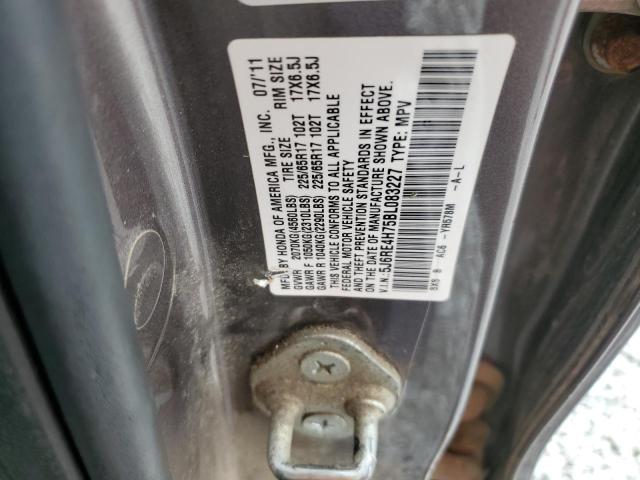 MFD. BY HONDA OF AMERICA MFG., INC. 07/11
TIRE SIZE RIM SIZE
GVWR 2070KG(4560LBS)
GAWR F 1050KG(2310LBS) 225/65R17 102T 17X6.5J
GAWR R 1040KG(2290LBS) 225/65R17 102T 17X6.5J
THIS VEHICLE CONFORMS TO ALL APPLICABLE
FEDERAL MOTOR VEHICLE SAFETY
AND THEFT PREVENTION STANDARDS IN EFFECT
ON THE DATE OF MANUFACTURE SHOWN ABOVE.
V.I.N.:5J6RE4H75BL083227 TYPE: MPV
SX6 B AC6 -YR578M -A-L